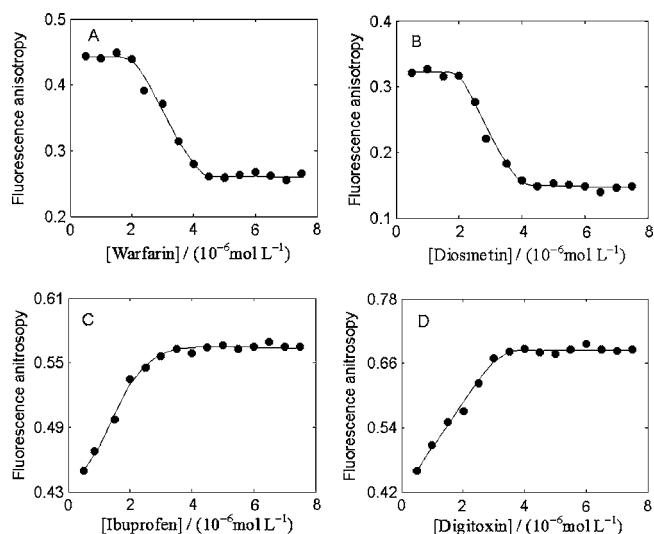 A
Fluorescence anisotropy
0.5
0.4
0.3
0.2
0 2 4 6 8
[Warfarin] / (10⁻⁶mol L⁻¹)
B
Fluorescence anisotropy
0.4
0.3
0.2
0.1
0 2 4 6 8
[Diosmetin] / (10⁻⁶mol L⁻¹)
C
Fluorescence anitrosopy
0.61
0.55
0.49
0.43
0 2 4 6 8
[Ibuprofen] / (10⁻⁶mol L⁻¹)
D
Fluorescence anitrosopy
0.78
0.66
0.54
0.42
0 2 4 6 8
[Digitoxin] / (10⁻⁶mol L⁻¹)